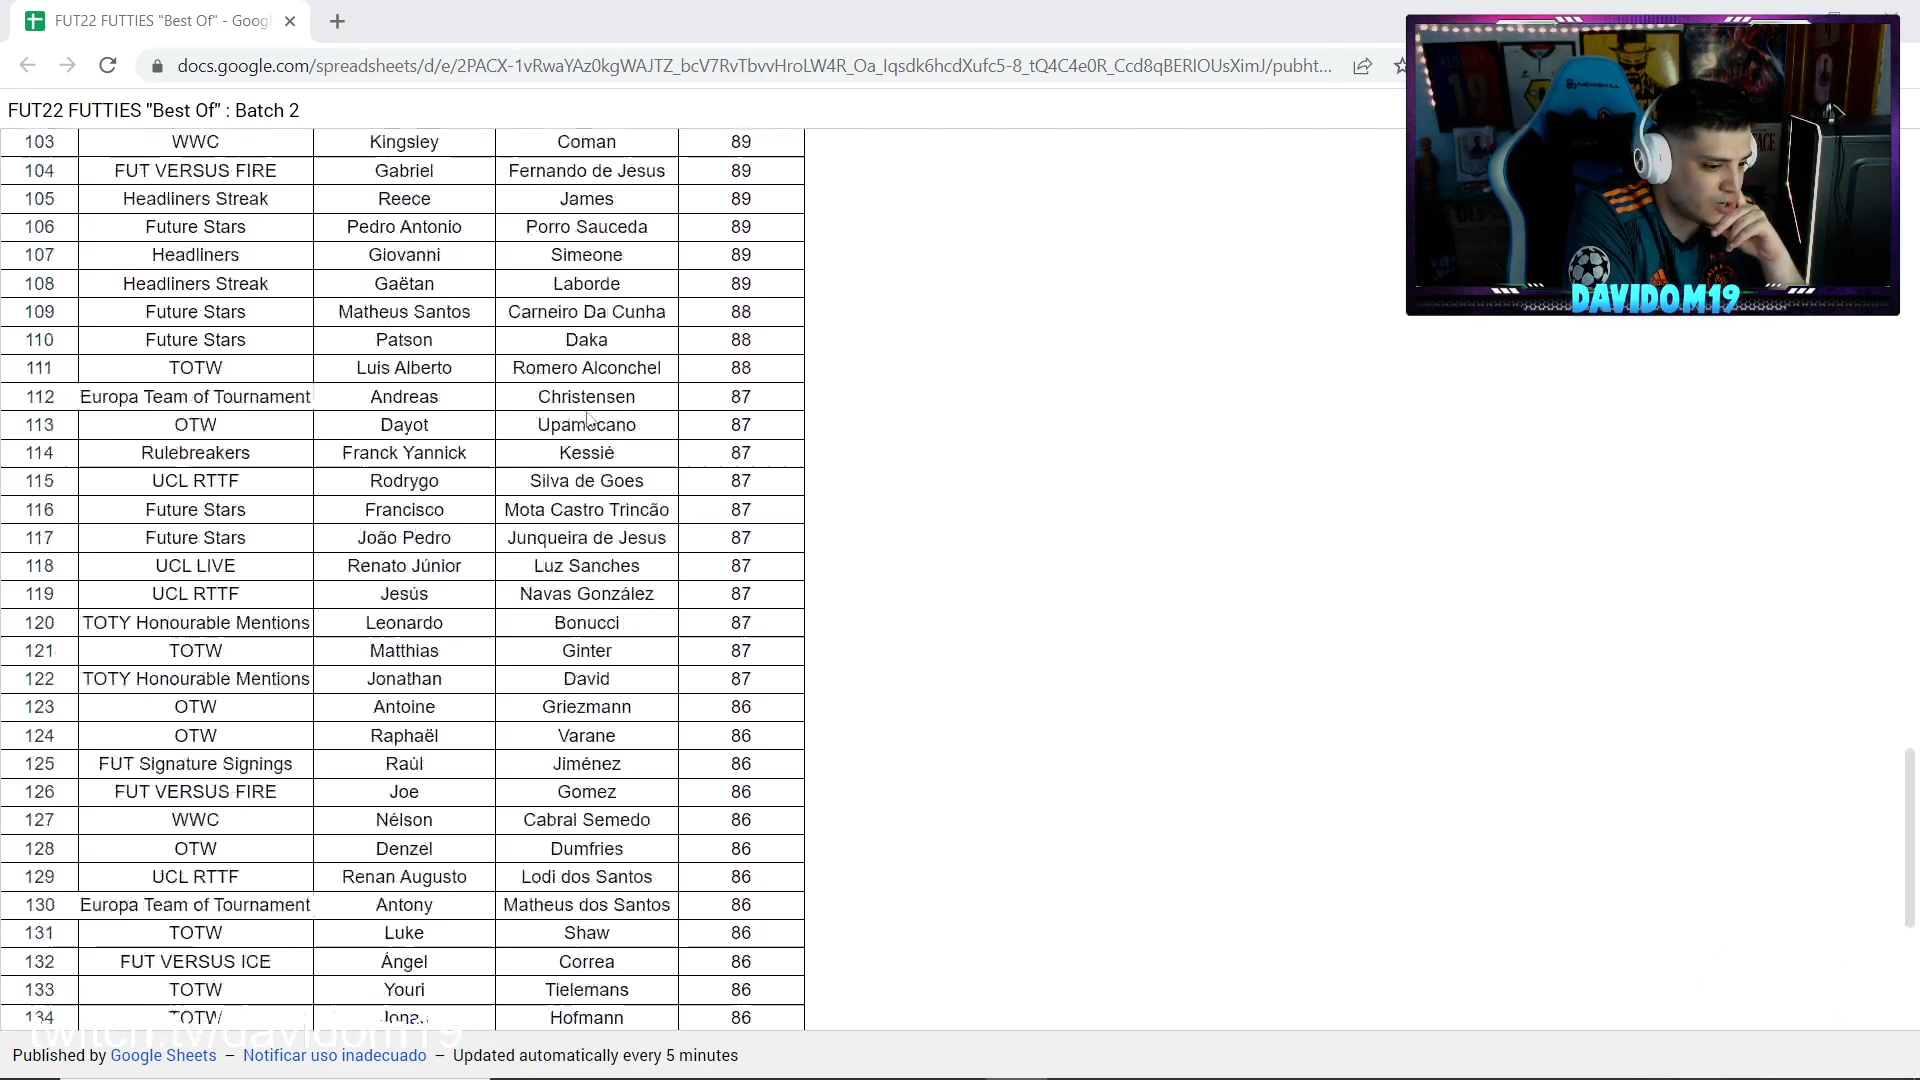 FUT22 FUTTIES "Best Of" - Goog
docs.google.com/spreadsheets/d/e/2PACX-1vRwaYAz0kgWAJTZ_bcV7RvTbvvHroLW4R_Oa_Iqsdk6hcdXufc5-8_tQ4C4e0R_Ccd8qBERIOUsXimJ/pubht...
FUT22 FUTTIES "Best Of" : Batch 2
103 WWC Kingsley Coman 89
104 FUT VERSUS FIRE Gabriel Fernando de Jesus 89
105 Headliners Streak Reece James 89
106 Future Stars Pedro Antonio Porro Sauceda 89
107 Headliners Giovanni Simeone 89
108 Headliners Streak Gaëtan Laborde 89
109 Future Stars Matheus Santos Carneiro Da Cunha 88
110 Future Stars Patson Daka 88
111 TOTW Luis Alberto Romero Alconchel 88
112 Europa Team of Tournament Andreas Christensen 87
113 OTW Dayot Upamecano 87
114 Rulebreakers Franck Yannick Kessié 87
115 UCL RTTF Rodrygo Silva de Goes 87
116 Future Stars Francisco Mota Castro Trincão 87
117 Future Stars João Pedro Junqueira de Jesus 87
118 UCL LIVE Renato Júnior Luz Sanches 87
119 UCL RTTF Jesús Navas González 87
120 TOTY Honourable Mentions Leonardo Bonucci 87
121 TOTW Matthias Ginter 87
122 TOTY Honourable Mentions Jonathan David 87
123 OTW Antoine Griezmann 86
124 OTW Raphaël Varane 86
125 FUT Signature Signings Raúl Jiménez 86
126 FUT VERSUS FIRE Joe Gomez 86
127 WWC Nélson Cabral Semedo 86
128 OTW Denzel Dumfries 86
129 UCL RTTF Renan Augusto Lodi dos Santos 86
130 Europa Team of Tournament Antony Matheus dos Santos 86
131 TOTW Luke Shaw 86
132 FUT VERSUS ICE Ángel Correa 86
133 TOTW Youri Tielemans 86
134 TOTW Jonas Hofmann 86
twitch.tv/davidom19
Published by Google Sheets – Notificar uso inadecuado – Updated automatically every 5 minutes
DAVIDOM19